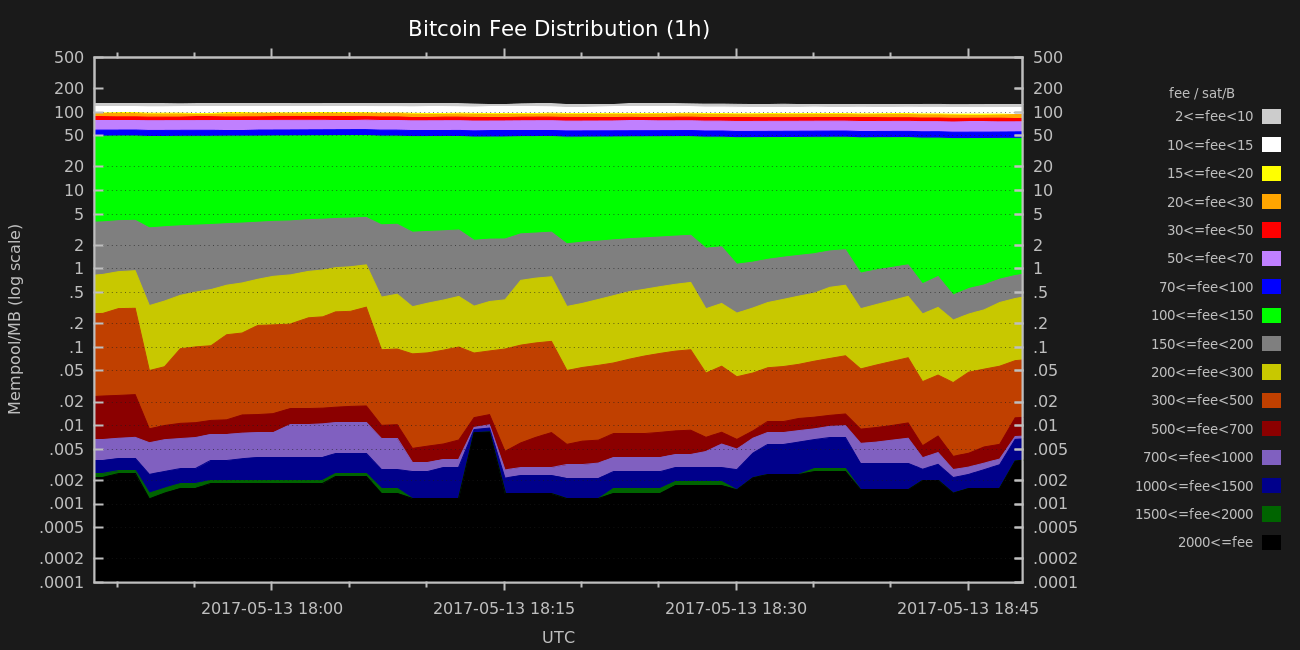 Bitcoin Fee Distribution (1h)
500
200
100
50
20
10
5
2
1
.5
.2
.1
.05
.02
.01
.005
.002
.001
.0005
.0002
.0001
Mempool/MB (log scale)
500
200
100
50
20
10
5
2
1
.5
.2
.1
.05
.02
.01
.005
.002
.001
.0005
.0002
.0001
2017-05-13 18:00
2017-05-13 18:15
2017-05-13 18:30
2017-05-13 18:45
UTC
fee / sat/B
2<=fee<10
10<=fee<15
15<=fee<20
20<=fee<30
30<=fee<50
50<=fee<70
70<=fee<100
100<=fee<150
150<=fee<200
200<=fee<300
300<=fee<500
500<=fee<700
700<=fee<1000
1000<=fee<1500
1500<=fee<2000
2000<=fee